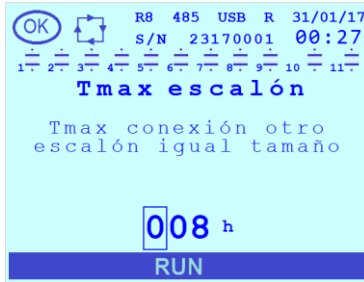 OK R8 485 USB R 31/01/17
S/N 23170001 00:27
1 2 3 4 5 6 7 8 9 10 11
Tmax escalón
Tmax conexión otro
escalón igual tamaño
008 h
RUN